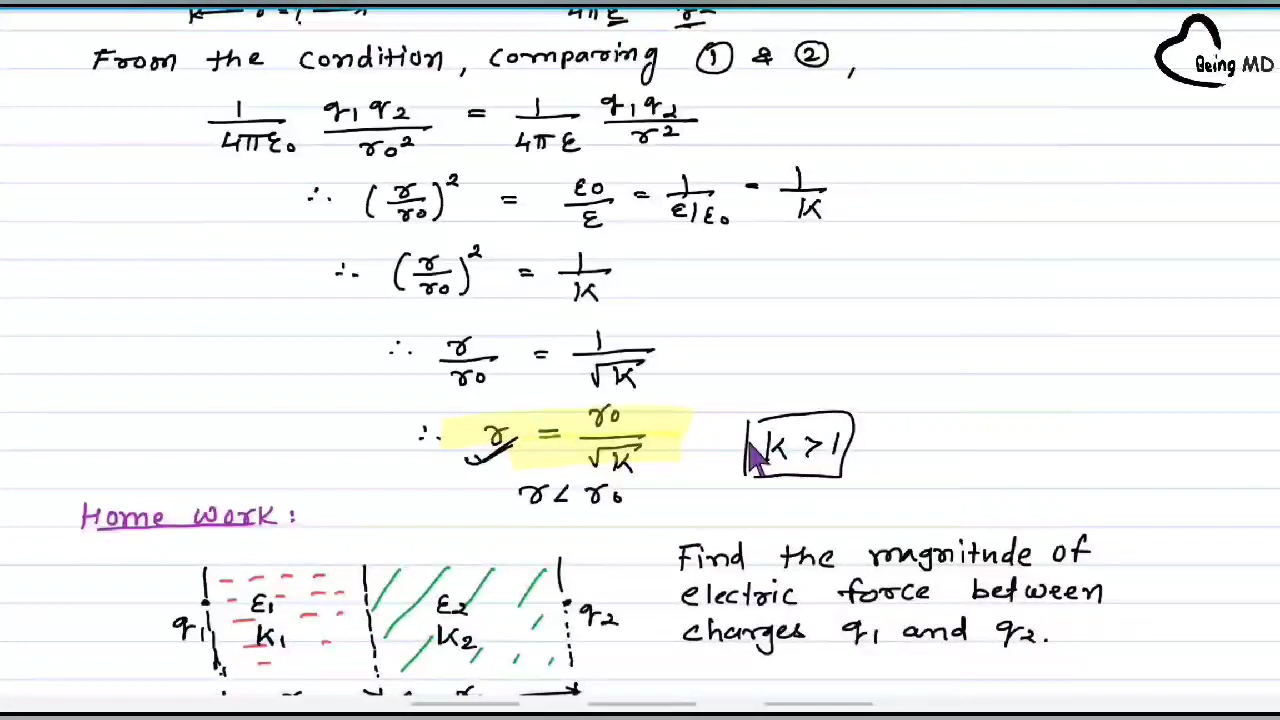 From the condition, comparing ① & ②,
Being MD
1/4πε₀ q₁q₂/r₀² = 1/4πε q₁q₂/r²
∴ (r/r₀)² = ε₀/ε = 1/ε/ε₀ = 1/K
∴ (r/r₀)² = 1/K
∴ r/r₀ = 1/√K
∴ r = r₀/√K
K > 1
r < r₀
Home work:
Find the magnitude of
electric force between
charges q₁ and q₂.
q₁ ε₁ ε₂ q₂
K₁ K₂